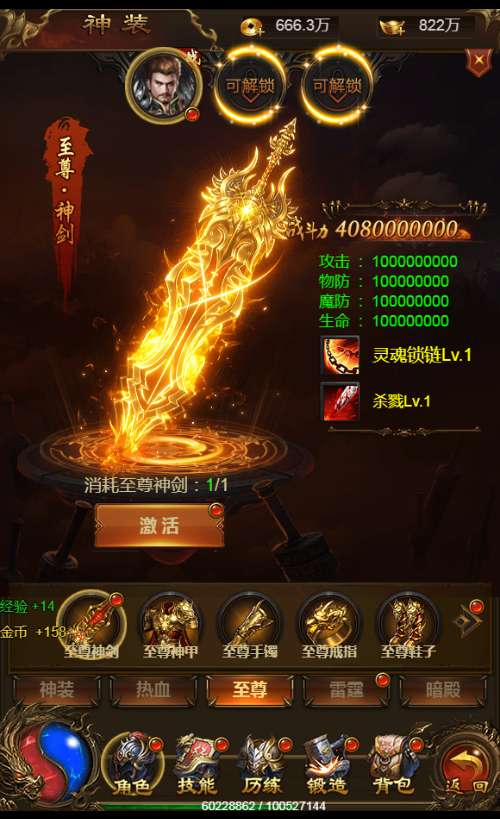 神装
666.3万
822万
战
可解锁
可解锁
至尊·神剑
战斗力 4080000000
攻击 : 1000000000
物防 : 100000000
魔防 : 100000000
生命 : 100000000
灵魂锁链Lv.1
杀戮Lv.1
消耗至尊神剑 : 1/1
激活
经验 +14
金币 +158
至尊神剑
至尊神甲
至尊手镯
至尊戒指
至尊鞋子
神装
热血
至尊
雷霆
暗殿
角色
技能
历练
锻造
背包
返回
60228862 / 100527144